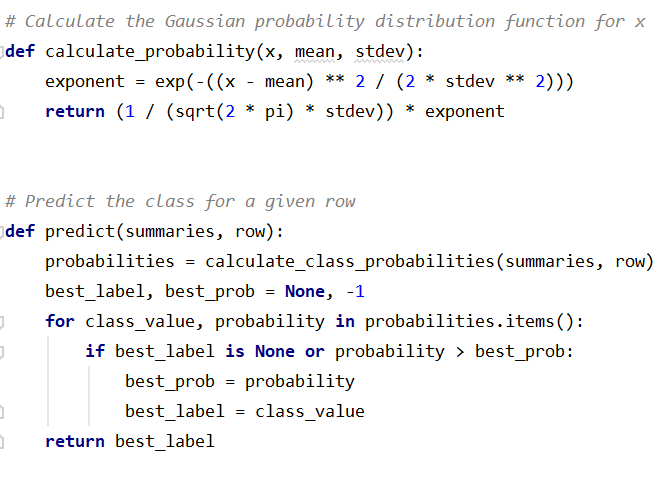 # Calculate the Gaussian probability distribution function for x
def calculate_probability(x, mean, stdev):
    exponent = exp(-((x - mean) ** 2 / (2 * stdev ** 2)))
    return (1 / (sqrt(2 * pi) * stdev)) * exponent
# Predict the class for a given row
def predict(summaries, row):
    probabilities = calculate_class_probabilities(summaries, row)
    best_label, best_prob = None, -1
    for class_value, probability in probabilities.items():
        if best_label is None or probability > best_prob:
            best_prob = probability
            best_label = class_value
    return best_label